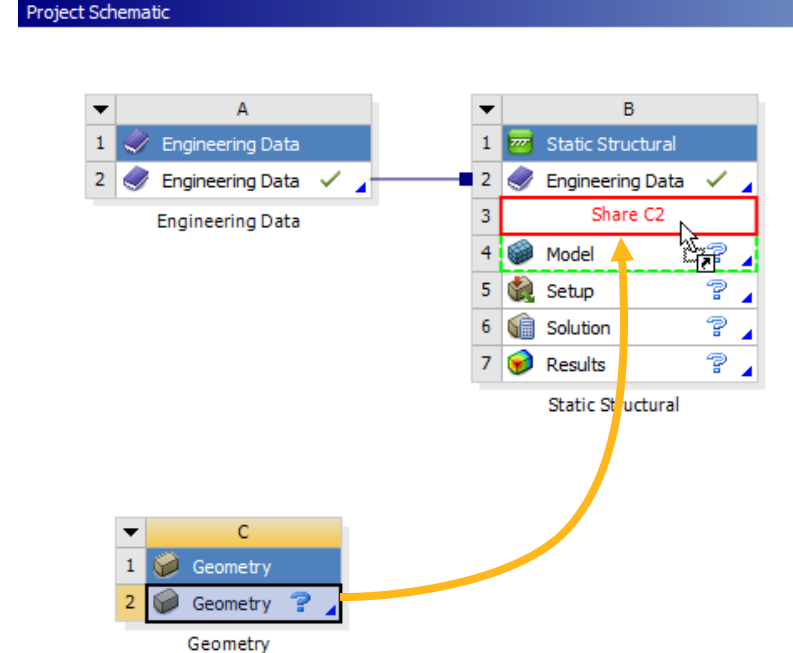 Project Schematic
A
1 Engineering Data
2 Engineering Data
Engineering Data
B
1 Static Structural
2 Engineering Data
3 Share C2
4 Model
5 Setup
6 Solution
7 Results
Static Structural
C
1 Geometry
2 Geometry
Geometry